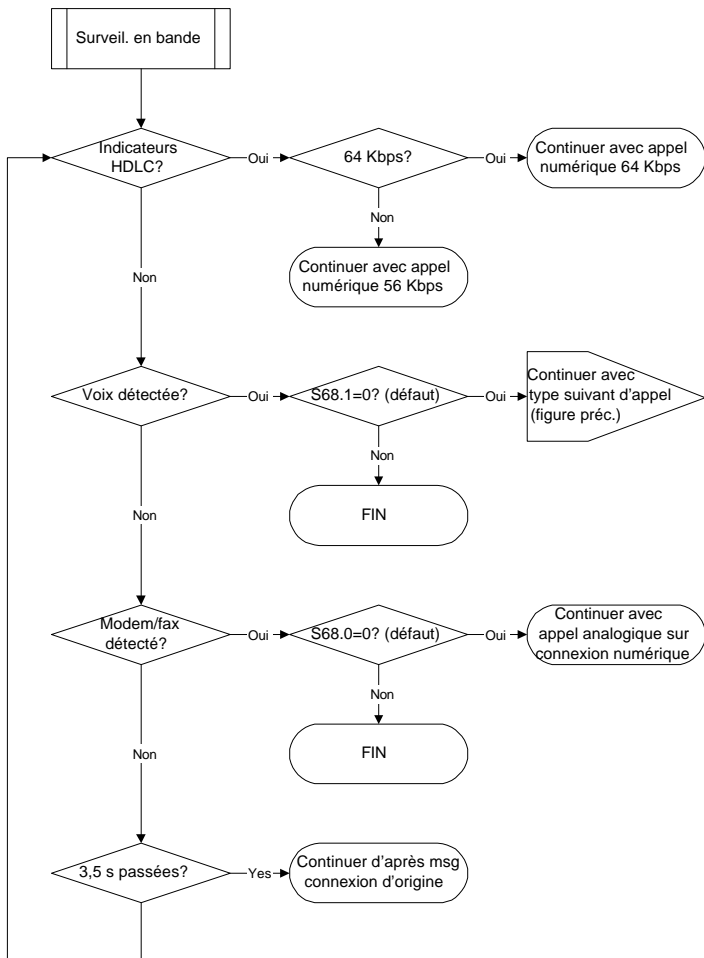 Surveil. en bande
Indicateurs
HDLC?
Oui
64 Kbps?
Oui
Continuer avec appel
numérique 64 Kbps
Non
Continuer avec appel
numérique 56 Kbps
Non
Voix détectée?
Oui
S68.1=0? (défaut)
Oui
Continuer avec
type suivant d'appel
(figure préc.)
Non
FIN
Non
Modem/fax
détecté?
Oui
S68.0=0? (défaut)
Oui
Continuer avec
appel analogique sur
connexion numérique
Non
FIN
Non
3,5 s passées?
Yes
Continuer d'après msg
connexion d'origine